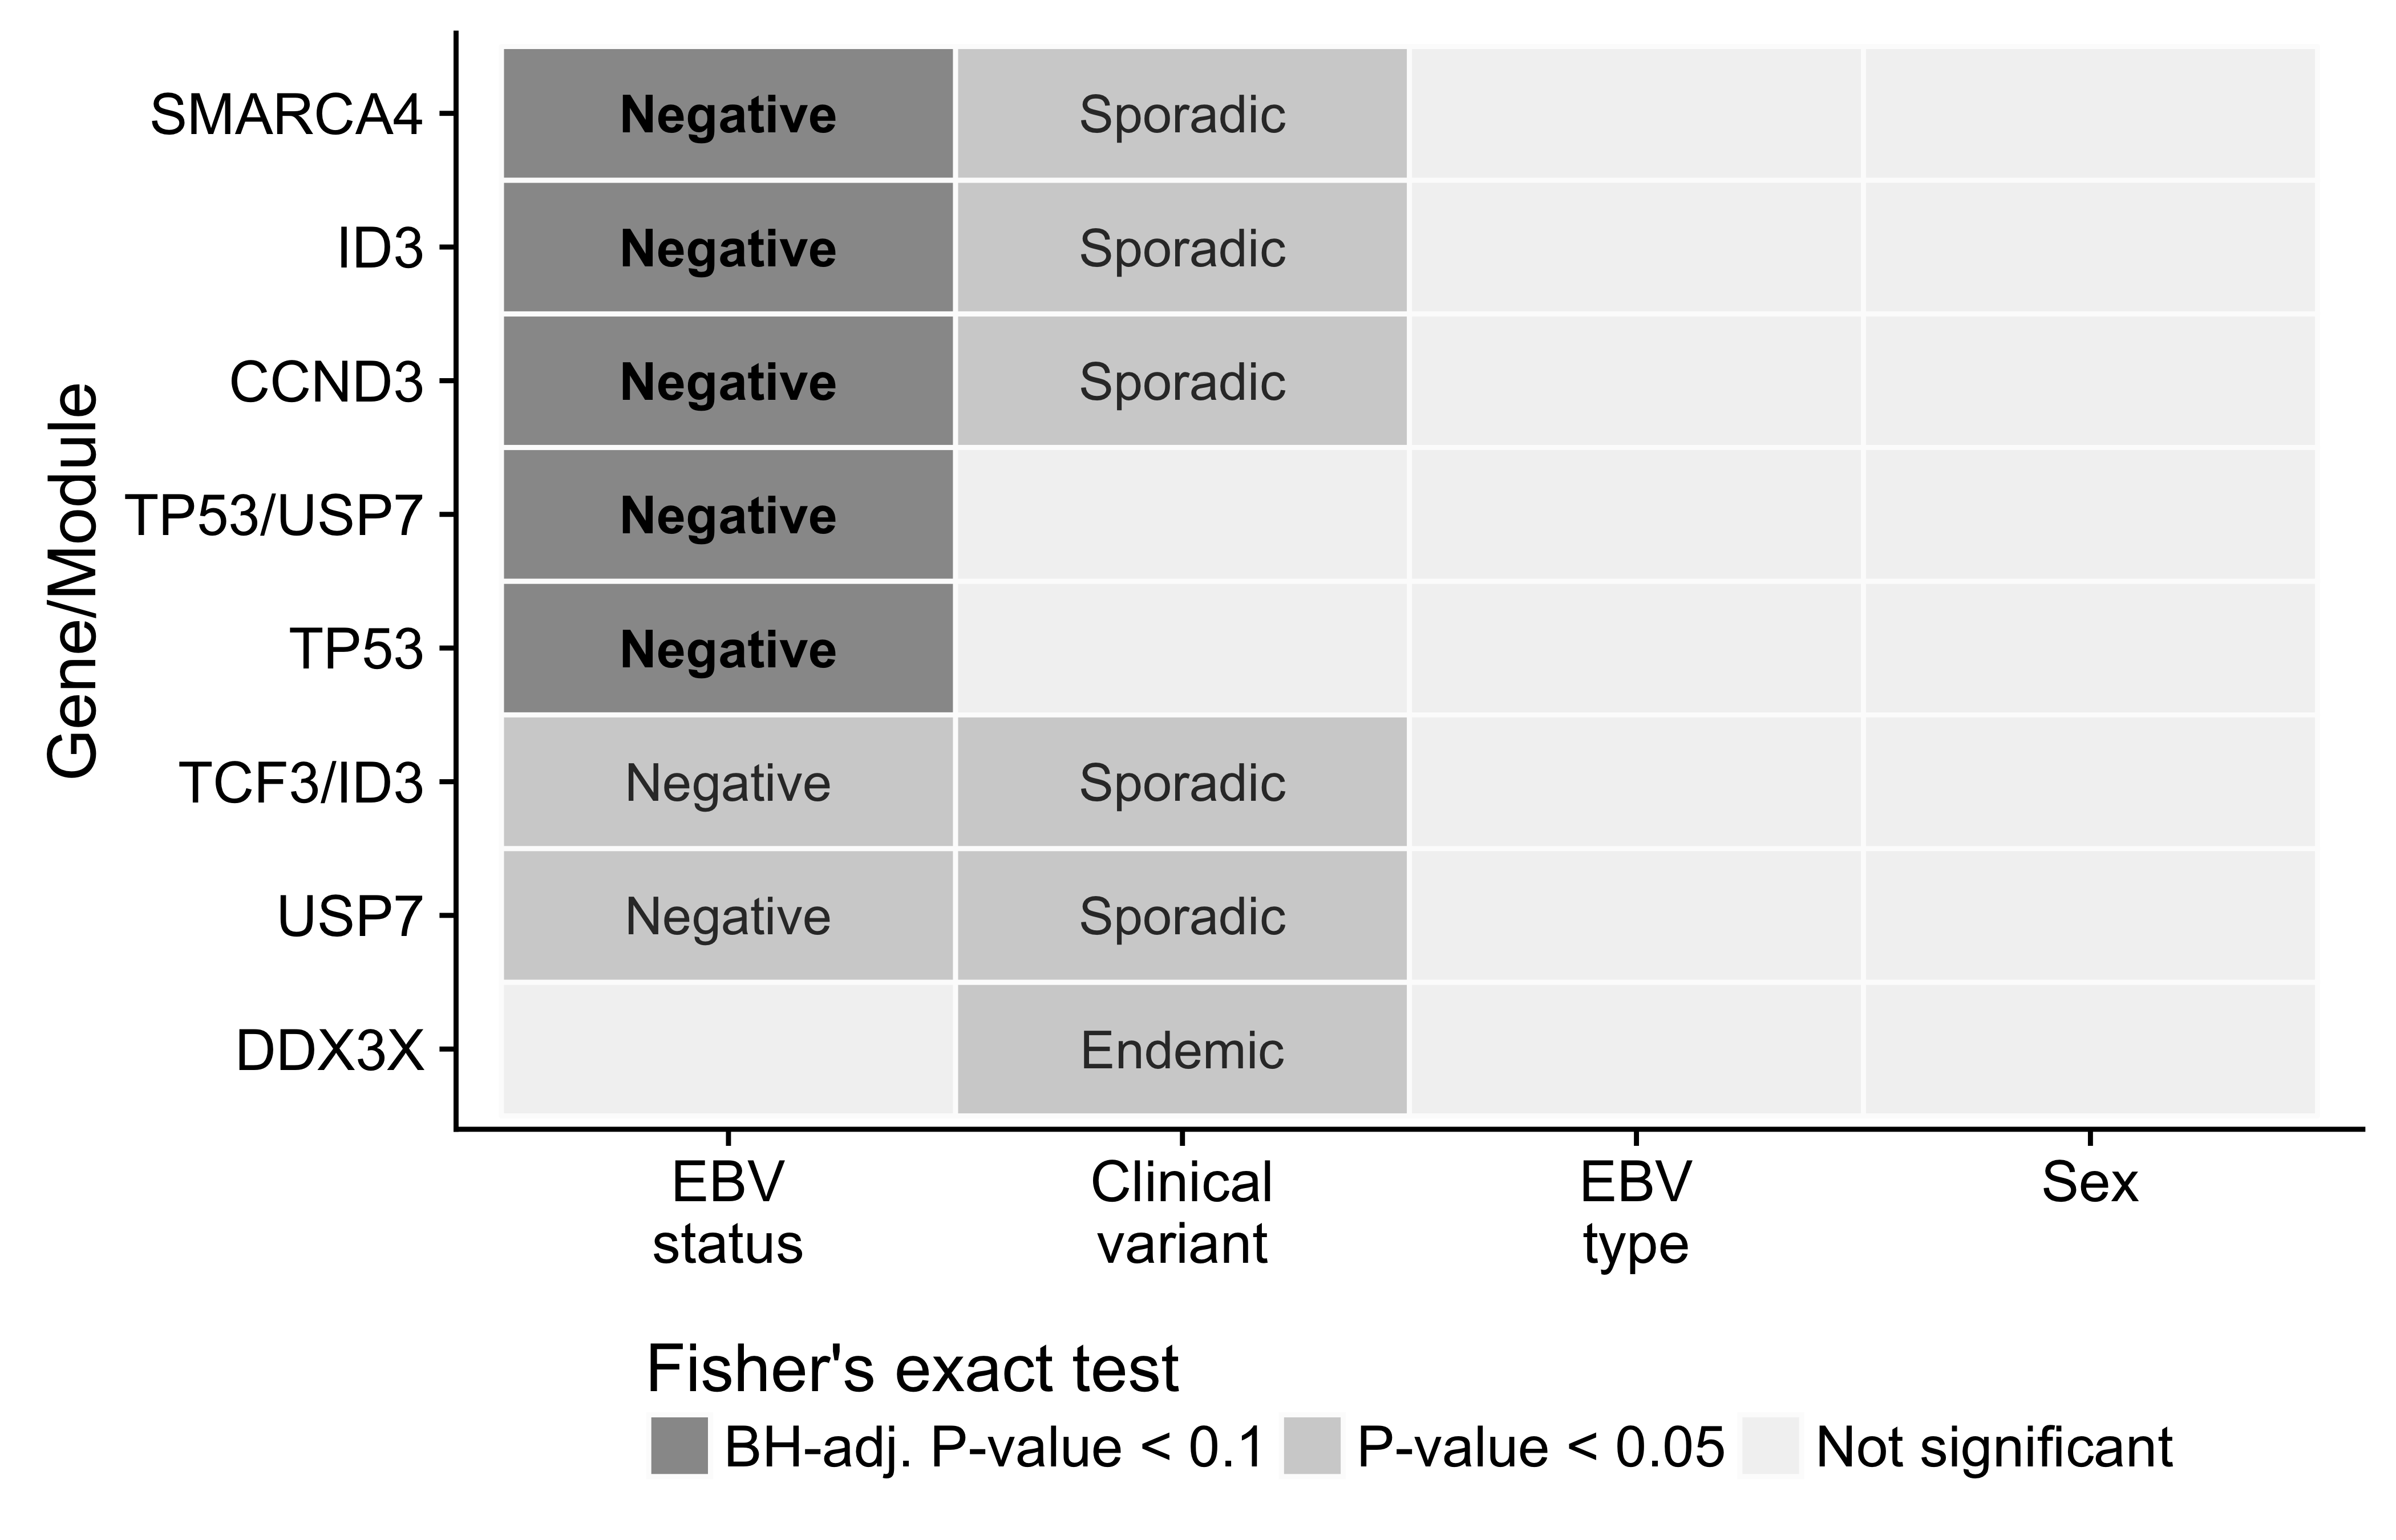 Gene/Module
SMARCA4 Negative Sporadic
ID3 Negative Sporadic
CCND3 Negative Sporadic
TP53/USP7 Negative
TP53 Negative
TCF3/ID3 Negative Sporadic
USP7 Negative Sporadic
DDX3X Endemic
EBV Clinical EBV Sex
status variant type
Fisher's exact test
BH-adj. P-value < 0.1 P-value < 0.05 Not significant